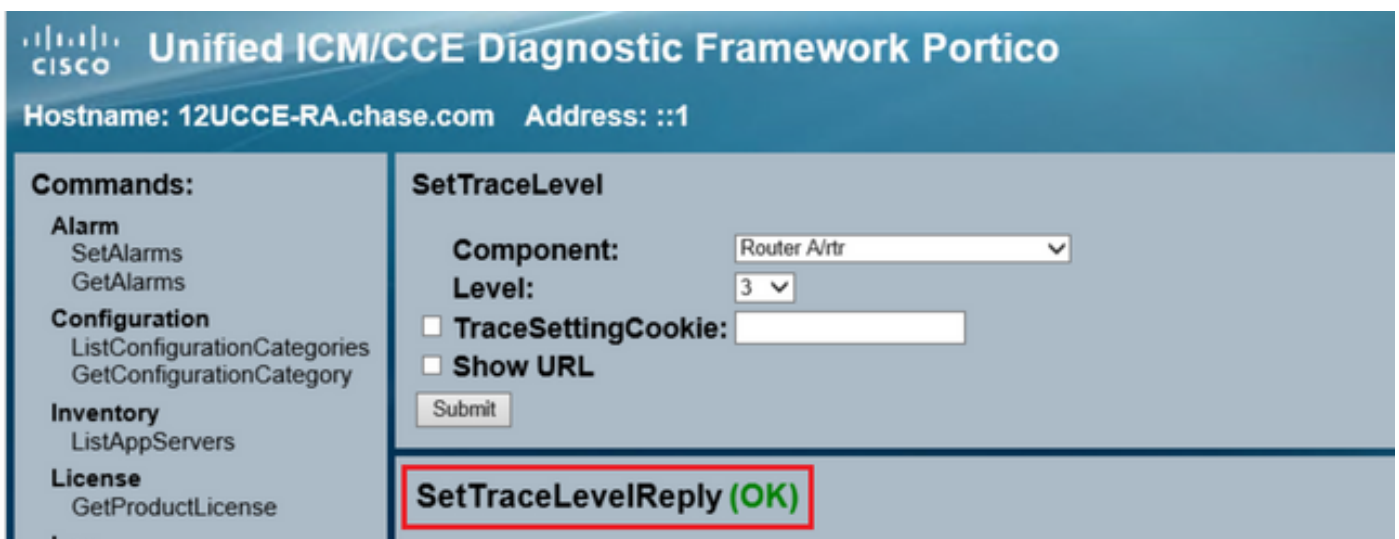 CISCO
Unified ICM/CCE Diagnostic Framework Portico
Hostname: 12UCCE-RA.chase.com Address: ::1
Commands:
Alarm
SetAlarms
GetAlarms
Configuration
ListConfigurationCategories
GetConfigurationCategory
Inventory
ListAppServers
License
GetProductLicense
SetTraceLevel
Component: Router A/rtr
Level: 3
TraceSettingCookie:
Show URL
Submit
SetTraceLevelReply (OK)